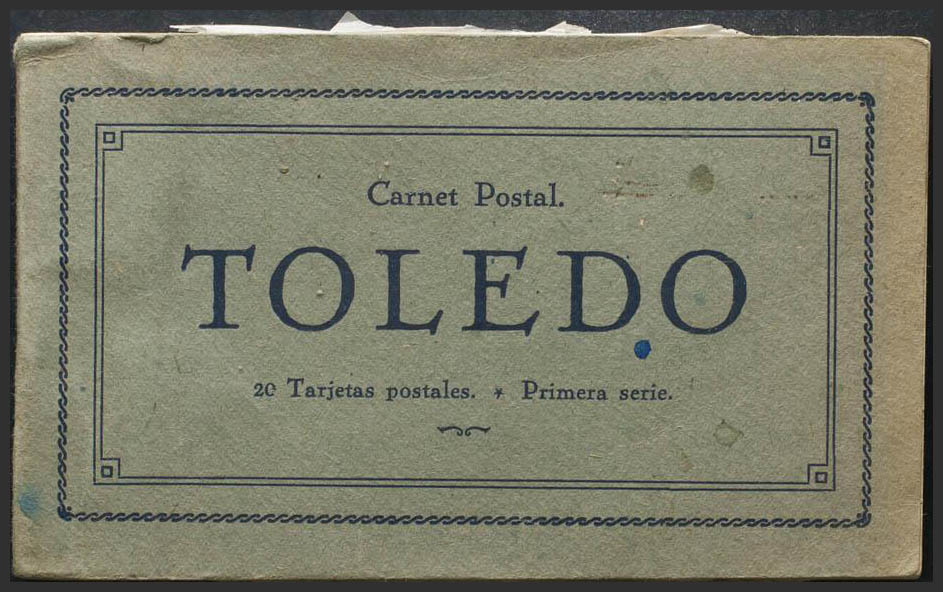 Carnet Postal.
TOLEDO
20 Tarjetas postales. * Primera serie.